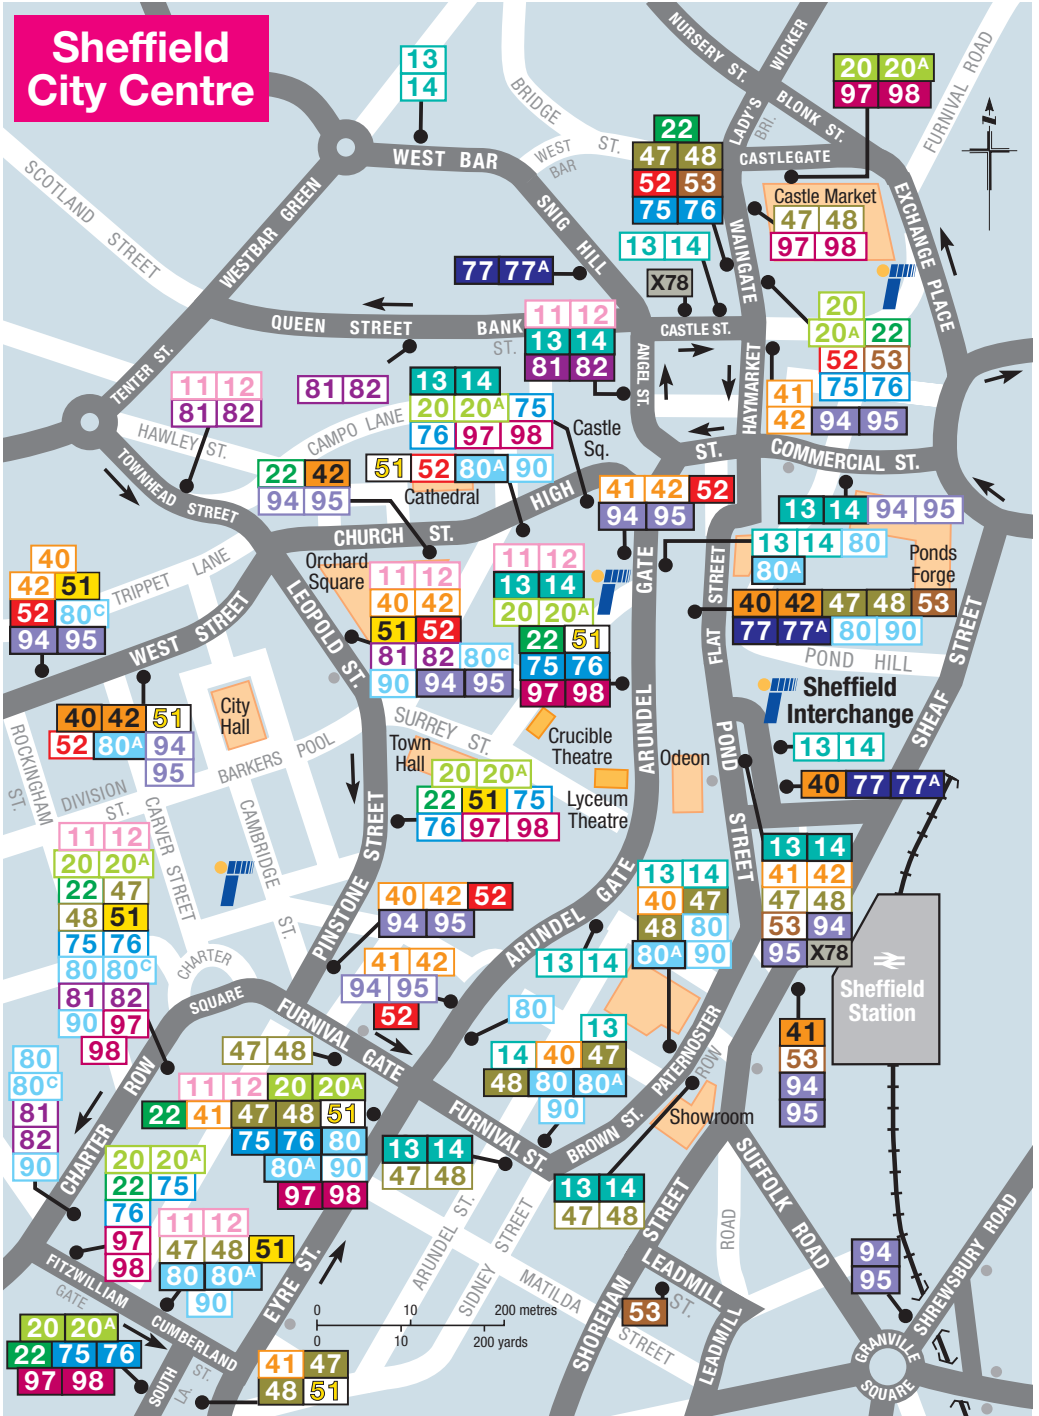 Sheffield
City Centre
13
14
NURSERY ST.
WICKER
20 20A
97 98
FURNIVAL ROAD
BRIDGE
ST.
LADY'S
BRI.
BLONK ST.
n
22
47 48
52 53
75 76
WEST BAR
WEST
BAR
CASTLEGATE
SCOTLAND
STREET
WESTBAR GREEN
SNIG HILL
Castle Market
47 48
97 98
EXCHANGE PLACE
WAINGATE
13 14
77 77A
X78
QUEEN STREET
BANK
ST.
11 12
13 14
81 82
CASTLE ST.
20
20A 22
52 53
75 76
TENTER ST.
ANGEL ST.
HAYMARKET
11 12
81 82
81 82
13 14
20 20A 75
76 97 98
41
42 94 95
HAWLEY ST.
CAMPO LANE
Castle
Sq.
ST.
COMMERCIAL ST.
TOWNHEAD STREET
22 42
94 95
51 52 80A 90
Cathedral
HIGH
41 42 52
94 95
13 14 94 95
CHURCH ST.
13 14 80
80A
Ponds
Forge
40
42 51
52 80C
94 95
TRIPPET LANE
Orchard
Square
11 12
40 42
51 52
81 82 80C
90 94 95
11 12
13 14
20 20A
22 51
75 76
97 98
GATE
FLAT STREET
40 42 47 48 53
77 77A 80 90
WEST STREET
LEOPOLD ST.
POND HILL
SHEAF STREET
40 42 51
52 80A 94
95
City
Hall
SURREY ST.
Crucible
Theatre
ARUNDEL
Sheffield
Interchange
13 14
ROCKINGHAM
ST.
DIVISION
ST.
BARKERS POOL
Town
Hall
20 20A
22 51 75
76 97 98
Lyceum
Theatre
Odeon
POND
STREET
40 77 77A
CARVER STREET
CAMBRIDGE
ST.
11 12
20 20A
22 47
48 51
75 76
80 80C
81 82
90 97
98
PINSTONE STREET
40 42 52
94 95
ARUNDEL GATE
13 14
40 47
48 80
80A 90
13 14
41 42
47 48
53 94
95 X78
CHARTER
SQUARE
41 42
94 95
52
13 14
Sheffield
Station
FURNIVAL GATE
80
13
14 40 47
48 80 80A
90
PATERNOSTER
ROW
41
53
94
95
80
80C
81
82
90
CHARTER ROW
47 48
11 12 20 20A
22 41 47 48 51
75 76 80
80A 90
97 98
FURNIVAL ST.
BROWN ST.
Showroom
13 14
47 48
13 14
47 48
20 20A
22 75
76
97
98
11 12
47 48 51
80 80A
90
ARUNDEL ST.
SIDNEY STREET
SHOREHAM STREET
ROAD
SUFFOLK ROAD
94
95
SHREWSBURY ROAD
FITZWILLIAM
GATE
EYRE ST.
MATILDA
STREET
LEADMILL
ST.
53
LEADMILL
0 10 200 metres
0 10 200 yards
20 20A
22 75 76
97 98
CUMBERLAND
ST.
SOUTH
LA.
41 47
48 51
GRANVILLE
SQUARE